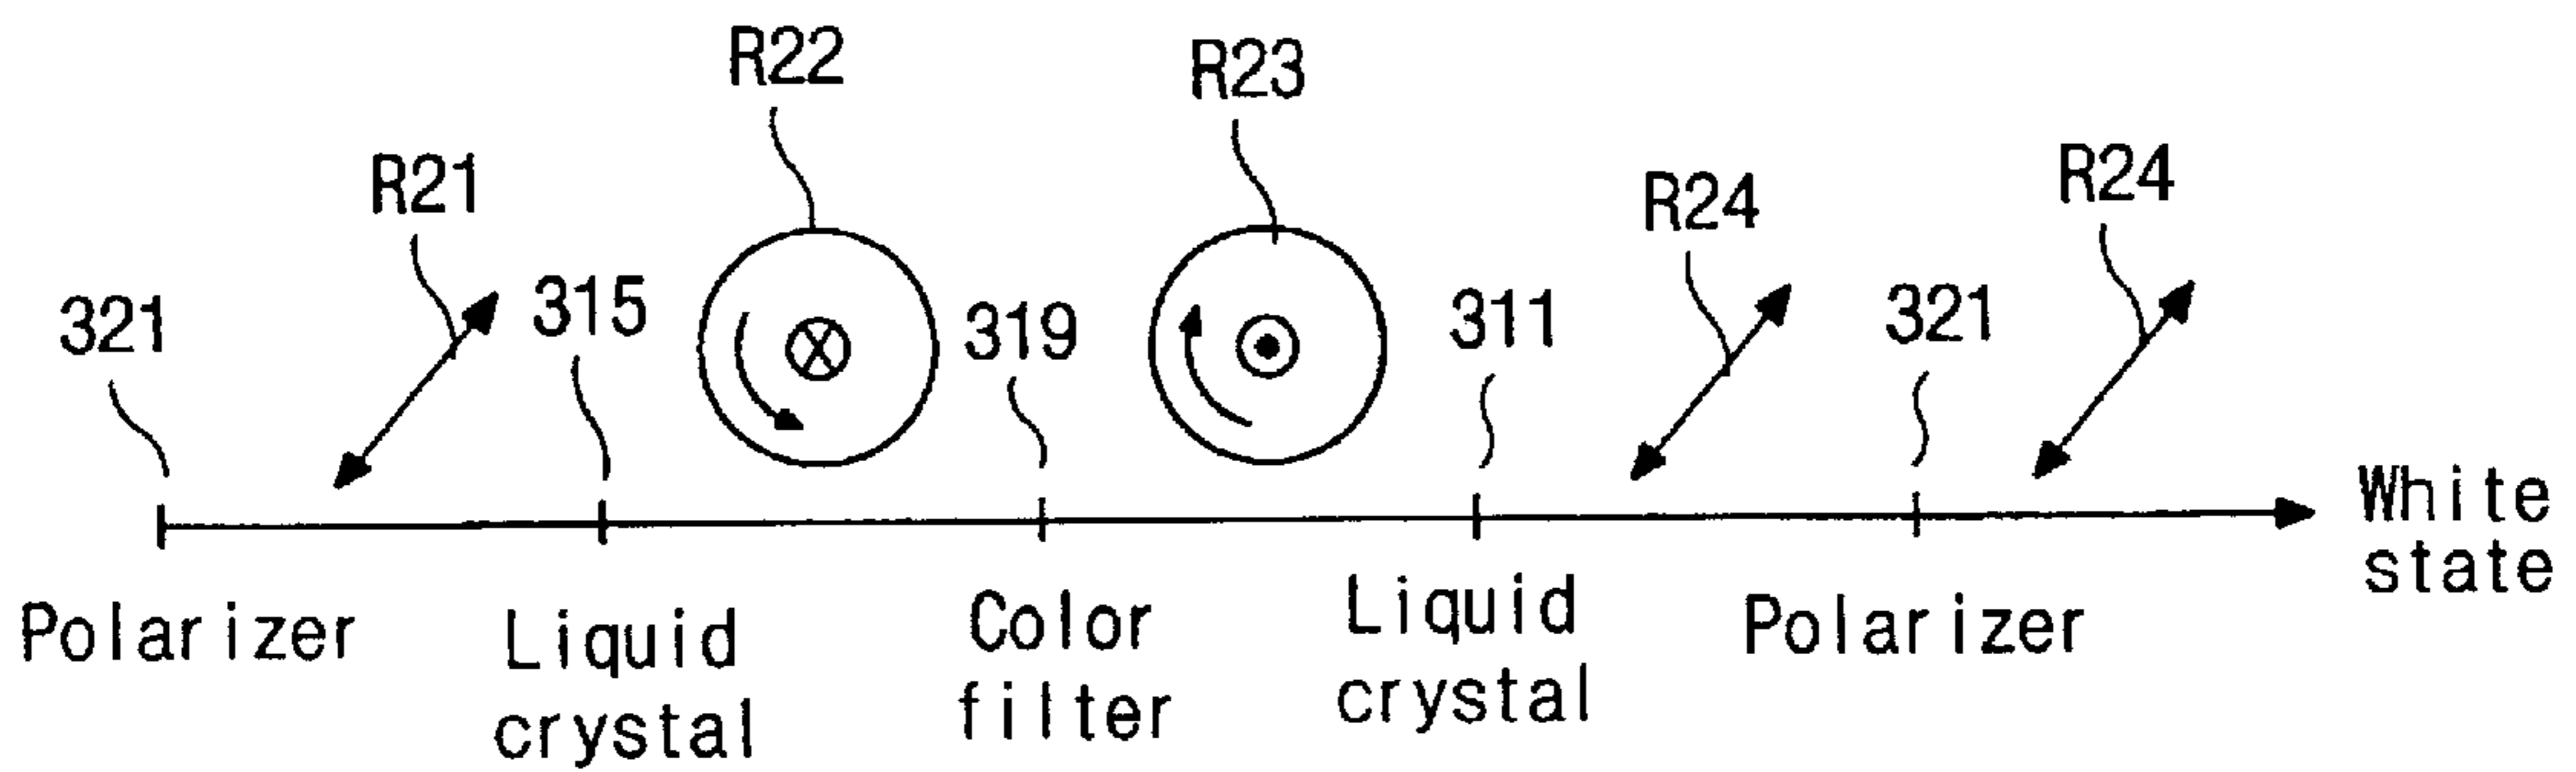 R22
R23
R21
R24
R24
321
315
319
311
321
White
state
Polarizer
Liquid
crystal
Color
filter
Liquid
crystal
Polarizer